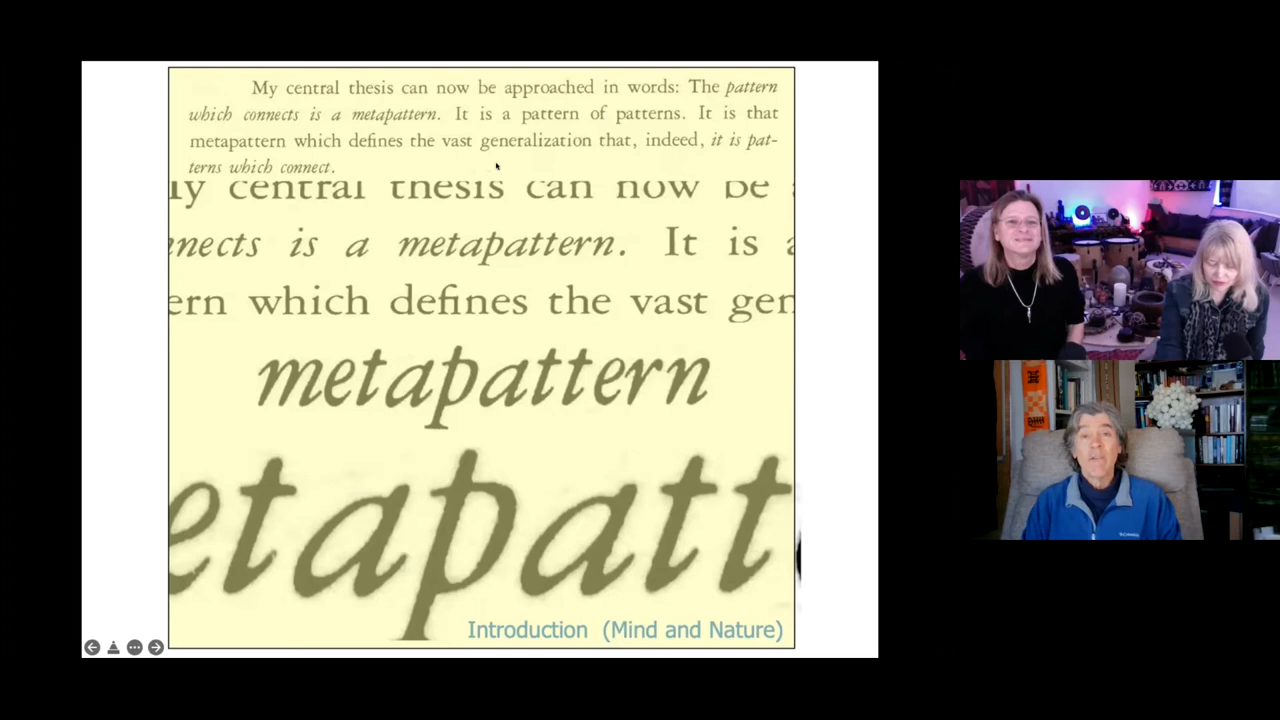 My central thesis can now be approached in words: The pattern
which connects is a metapattern. It is a pattern of patterns. It is that
metapattern which defines the vast generalization that, indeed, it is pat-
terns which connect.
ly central thesis can now be
nnects is a metapattern. It is a
ern which defines the vast gen
metapattern
etapatt
Introduction (Mind and Nature)